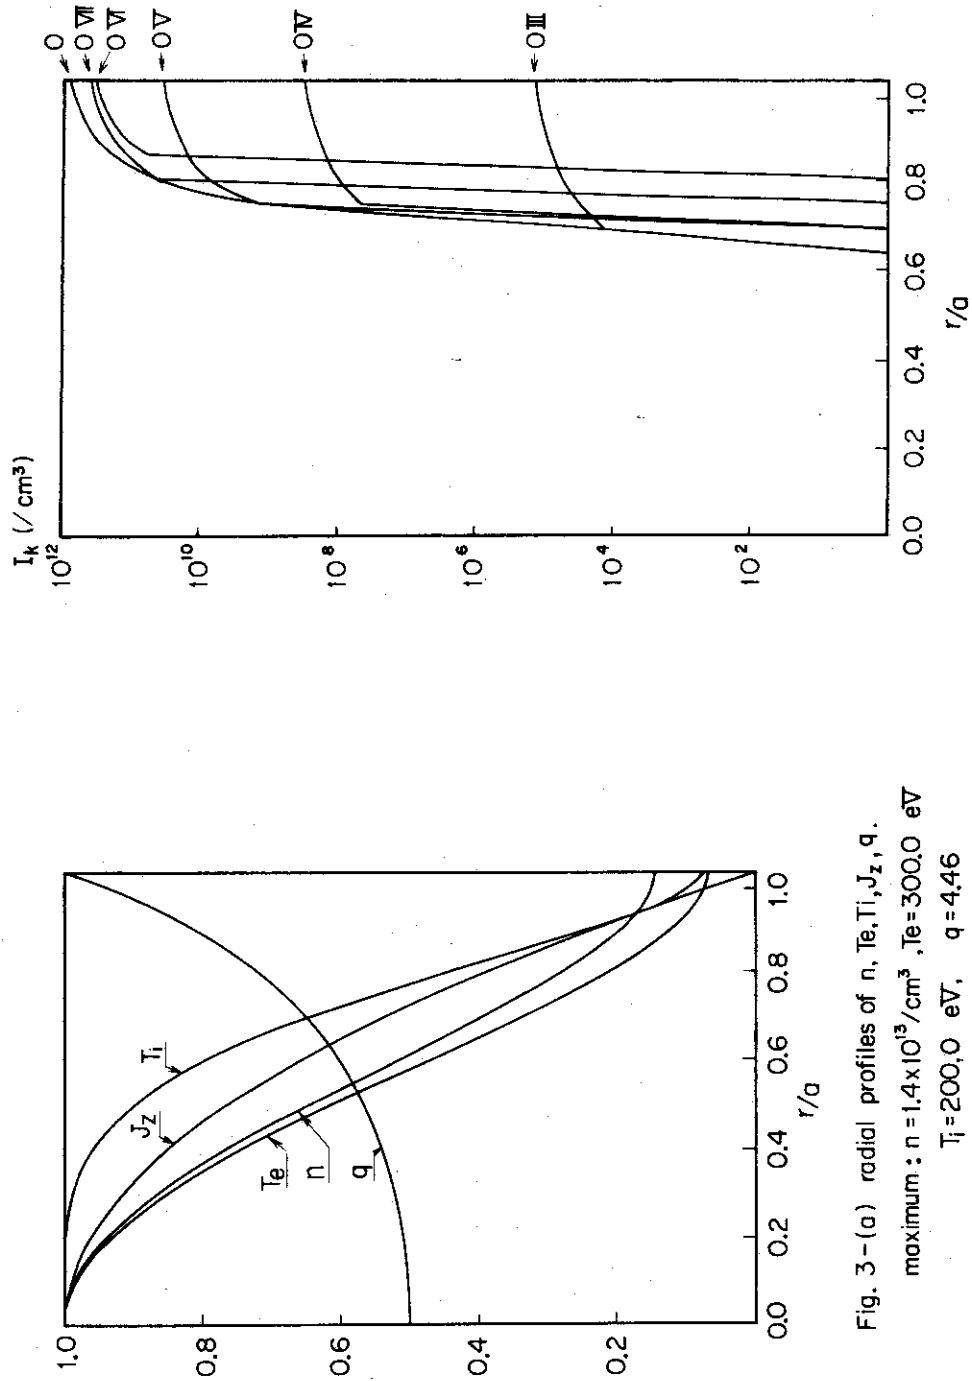 1.0
0.8
0.6
0.4
0.2
0.0
0.2
0.4
0.6
0.8
1.0
r/a
Ti
Jz
Te
n
q
Fig. 3-(a) radial profiles of n, Te, Ti, Jz, q.
maximum : n = 1.4x10¹³/cm³ , Te = 300.0 eV
Ti = 200.0 eV, q = 4.46
Ik (/cm³)
10¹²
10¹⁰
10⁸
10⁶
10⁴
10²
0.0
0.2
0.4
0.6
0.8
1.0
r/a
O
O VII
O VI
O V
O IV
O III